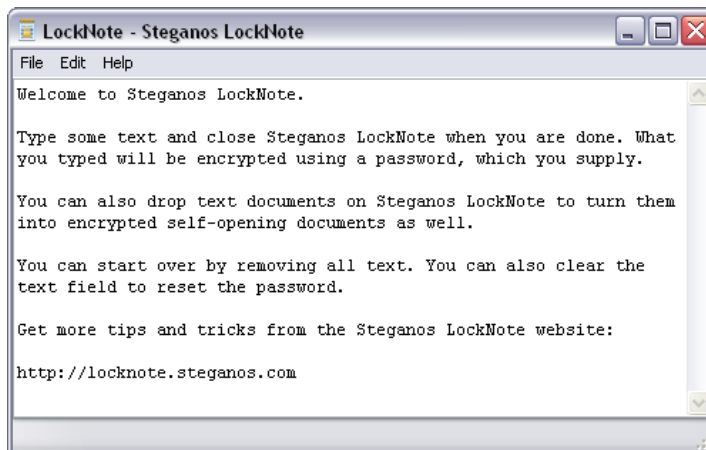 LockNote - Steganos LockNote
File Edit Help
Welcome to Steganos LockNote.
Type some text and close Steganos LockNote when you are done. What
you typed will be encrypted using a password, which you supply.
You can also drop text documents on Steganos LockNote to turn them
into encrypted self-opening documents as well.
You can start over by removing all text. You can also clear the
text field to reset the password.
Get more tips and tricks from the Steganos LockNote website:
http://locknote.steganos.com